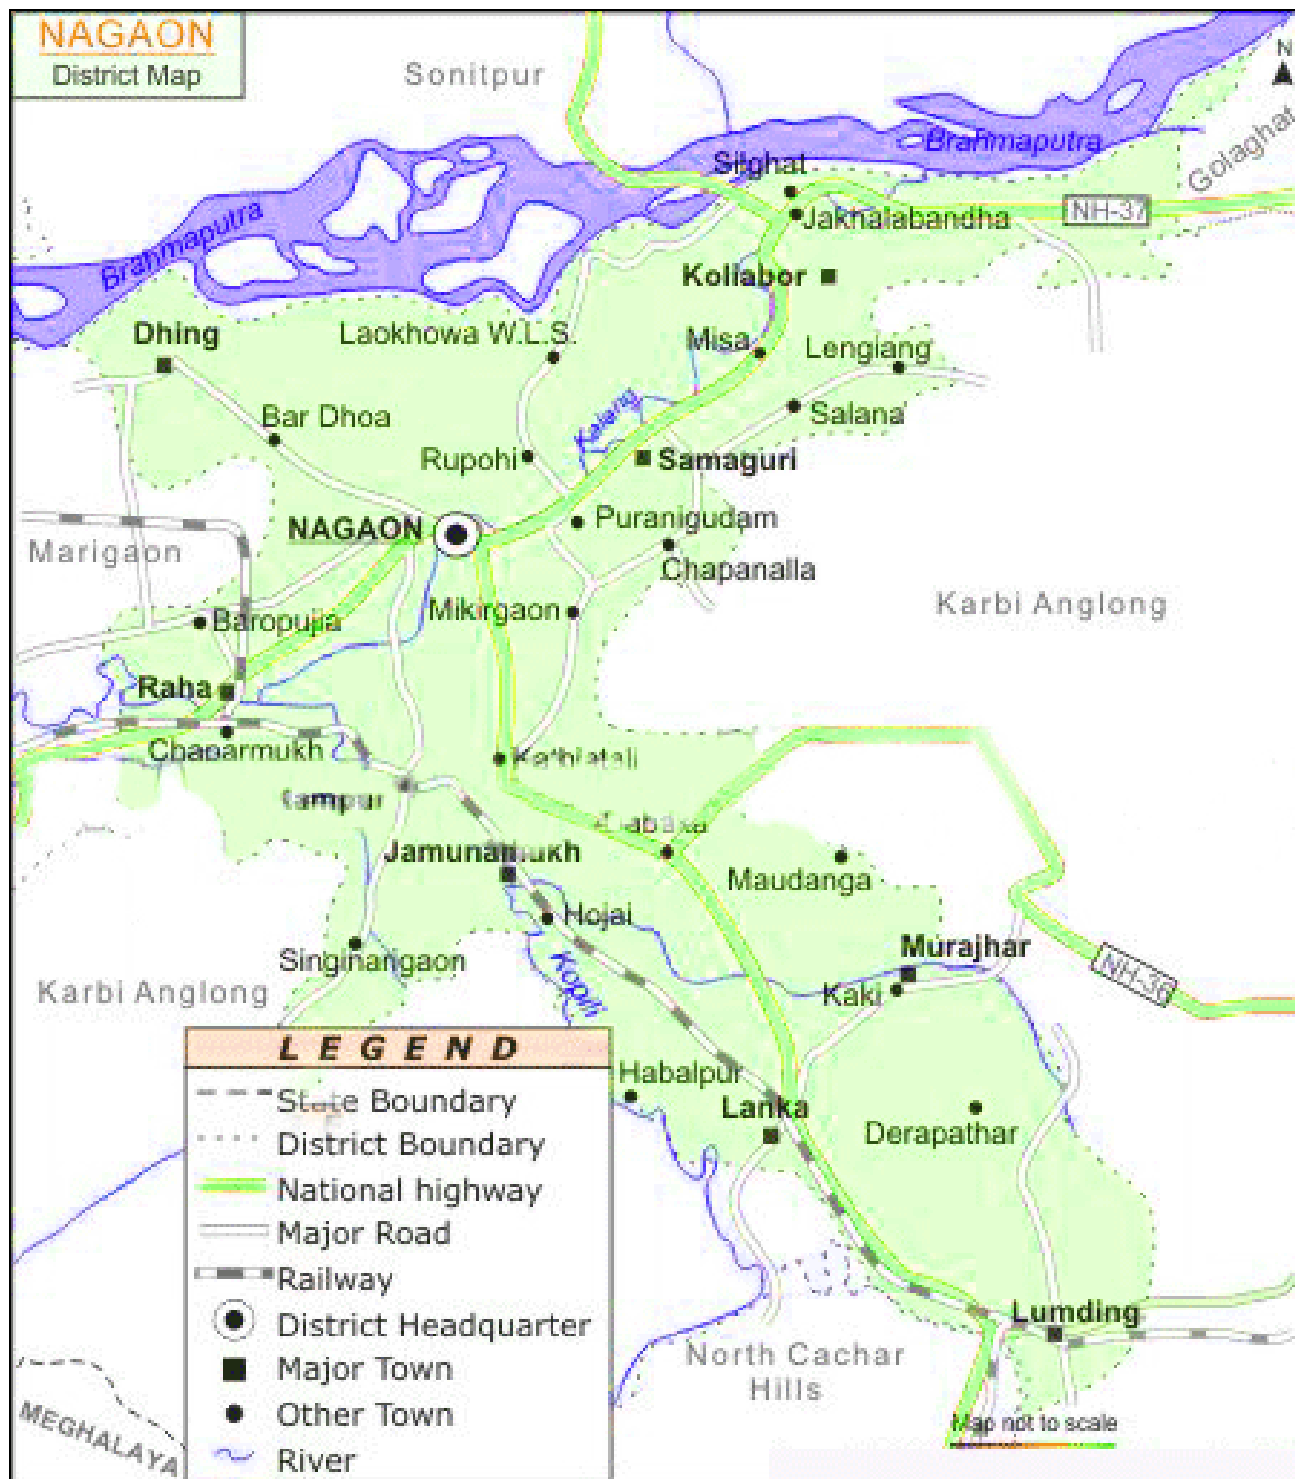 NAGAON
District Map
Sonitpur
N
Brahmaputra
Golaghat
Silghat
Jakhalabandha
NH-37
Brahmaputra
Koliabor
Dhing
Laokhowa W.L.S.
Misa
Lengiang
Salana
Bar Dhoa
Kalang
Rupohi
Samaguri
NAGAON
Puranigudam
Marigaon
Chapanalla
Karbi Anglong
Mikirgaon
Baropujia
Raha
Chaparmukh
Jamunamukh
Maudanga
Hojai
Murajhar
Singinangaon
Kopili
Kaki
NH-36
Karbi Anglong
LEGEND
Habalpur
State Boundary
Lanka
Derapathar
District Boundary
National highway
Major Road
Railway
District Headquarter
Lumding
North Cachar
Hills
Major Town
Other Town
Map not to scale
MEGHALAYA
River